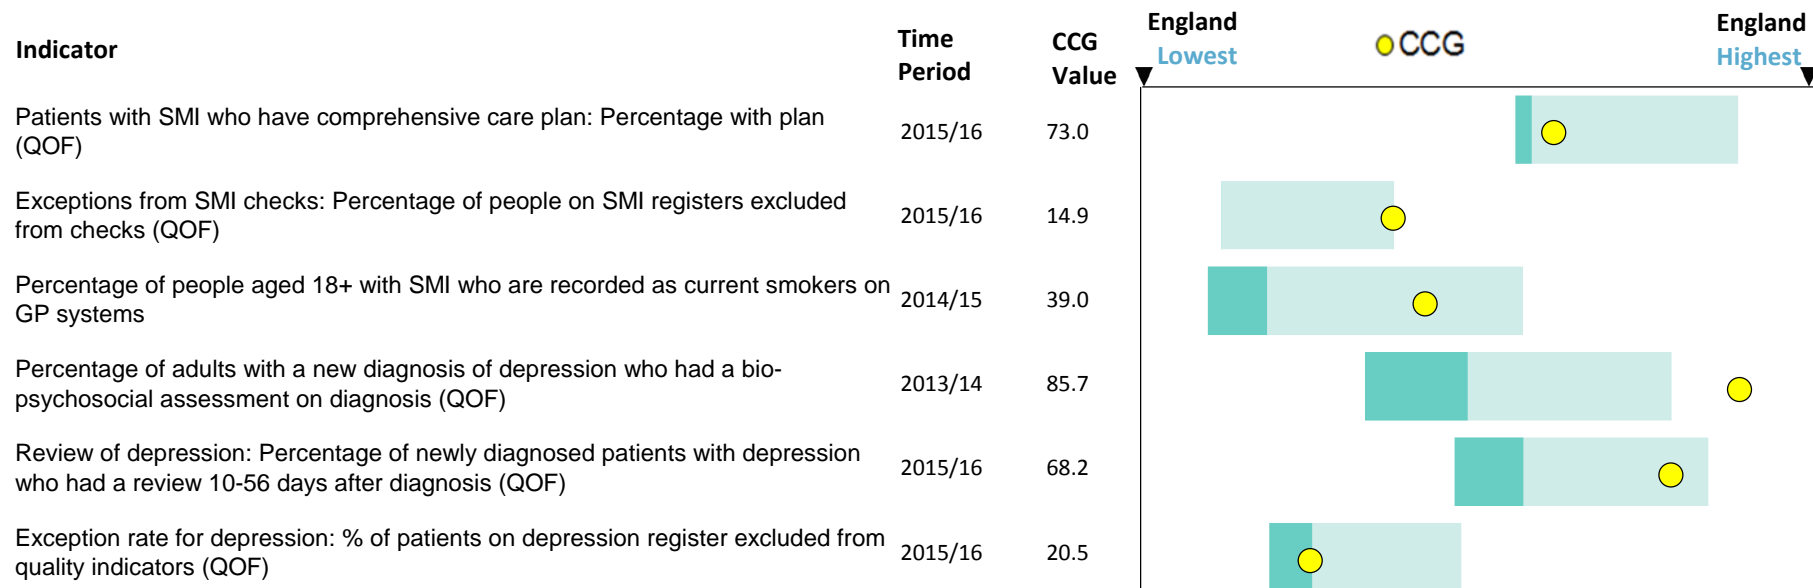 Indicator
Time
Period
CCG
Value
England
Lowest
CCG
England
Highest
Patients with SMI who have comprehensive care plan: Percentage with plan
(QOF)
2015/16
73.0
Exceptions from SMI checks: Percentage of people on SMI registers excluded
from checks (QOF)
2015/16
14.9
Percentage of people aged 18+ with SMI who are recorded as current smokers on
GP systems
2014/15
39.0
Percentage of adults with a new diagnosis of depression who had a bio-
psychosocial assessment on diagnosis (QOF)
2013/14
85.7
Review of depression: Percentage of newly diagnosed patients with depression
who had a review 10-56 days after diagnosis (QOF)
2015/16
68.2
Exception rate for depression: % of patients on depression register excluded from
quality indicators (QOF)
2015/16
20.5